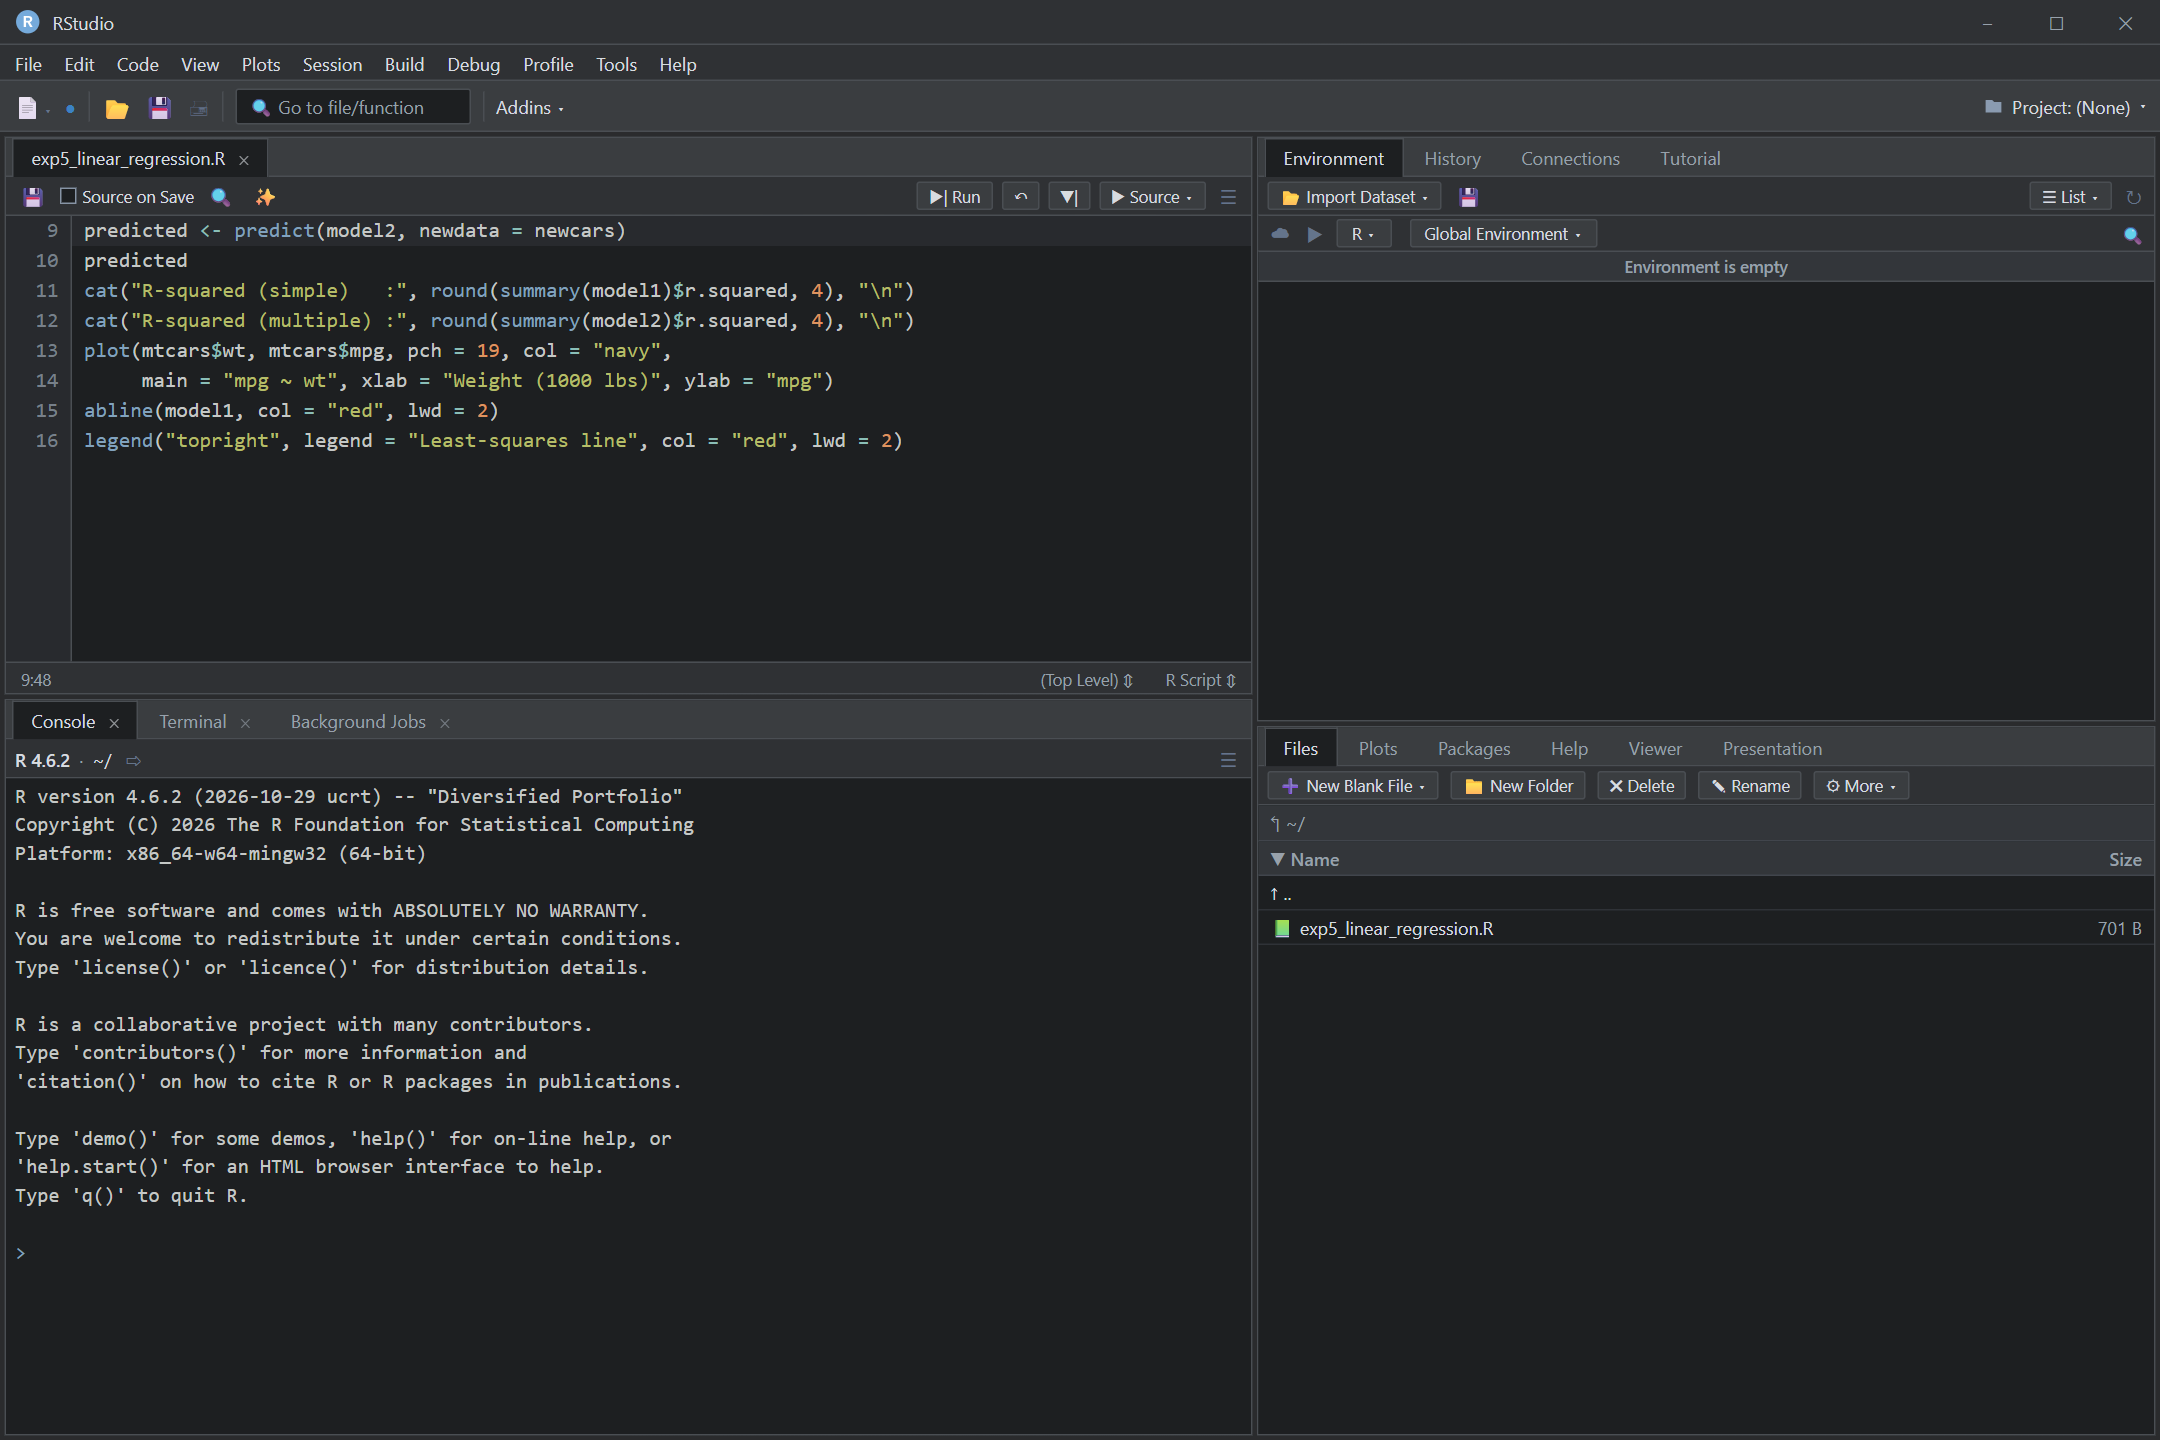 RStudio
File Edit Code View Plots Session Build Debug Profile Tools Help
Go to file/function Addins Project: (None)
exp5_linear_regression.R
Source on Save Run Source
9 predicted <- predict(model2, newdata = newcars)
10 predicted
11 cat("R-squared (simple)   :", round(summary(model1)$r.squared, 4), "\n")
12 cat("R-squared (multiple) :", round(summary(model2)$r.squared, 4), "\n")
13 plot(mtcars$wt, mtcars$mpg, pch = 19, col = "navy",
14      main = "mpg ~ wt", xlab = "Weight (1000 lbs)", ylab = "mpg")
15 abline(model1, col = "red", lwd = 2)
16 legend("topright", legend = "Least-squares line", col = "red", lwd = 2)
9:48 (Top Level) R Script
Console Terminal Background Jobs
R 4.6.2 · ~/
R version 4.6.2 (2026-10-29 ucrt) -- "Diversified Portfolio"
Copyright (C) 2026 The R Foundation for Statistical Computing
Platform: x86_64-w64-mingw32 (64-bit)
R is free software and comes with ABSOLUTELY NO WARRANTY.
You are welcome to redistribute it under certain conditions.
Type 'license()' or 'licence()' for distribution details.
R is a collaborative project with many contributors.
Type 'contributors()' for more information and
'citation()' on how to cite R or R packages in publications.
Type 'demo()' for some demos, 'help()' for on-line help, or
'help.start()' for an HTML browser interface to help.
Type 'q()' to quit R.
>
Environment History Connections Tutorial
Import Dataset List
R Global Environment
Environment is empty
Files Plots Packages Help Viewer Presentation
New Blank File New Folder Delete Rename More
~/
Name Size
..
exp5_linear_regression.R 701 B